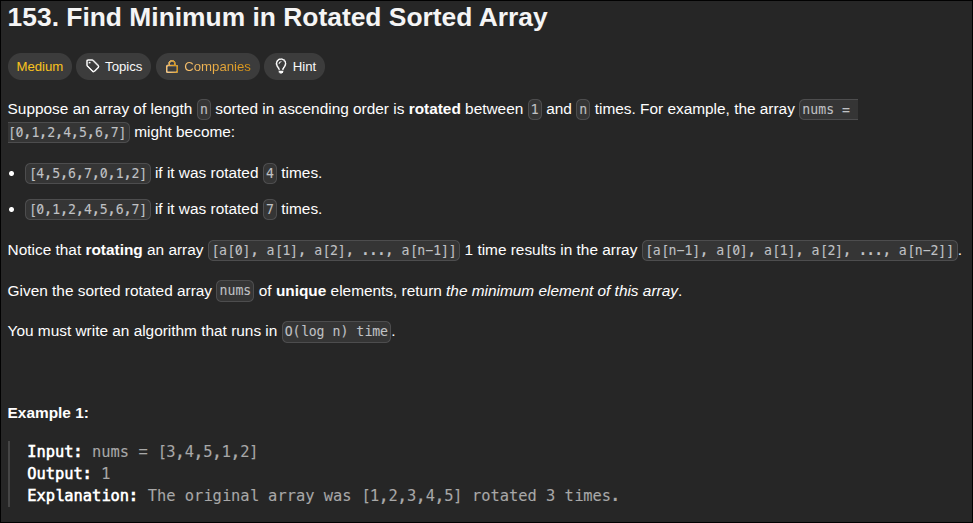 153. Find Minimum in Rotated Sorted Array
Medium Topics Companies Hint
Suppose an array of length n sorted in ascending order is rotated between 1 and n times. For example, the array nums =
[0,1,2,4,5,6,7] might become:
• [4,5,6,7,0,1,2] if it was rotated 4 times.
• [0,1,2,4,5,6,7] if it was rotated 7 times.
Notice that rotating an array [a[0], a[1], a[2], ..., a[n-1]] 1 time results in the array [a[n-1], a[0], a[1], a[2], ..., a[n-2]].
Given the sorted rotated array nums of unique elements, return the minimum element of this array.
You must write an algorithm that runs in O(log n) time.
Example 1:
Input: nums = [3,4,5,1,2]
Output: 1
Explanation: The original array was [1,2,3,4,5] rotated 3 times.